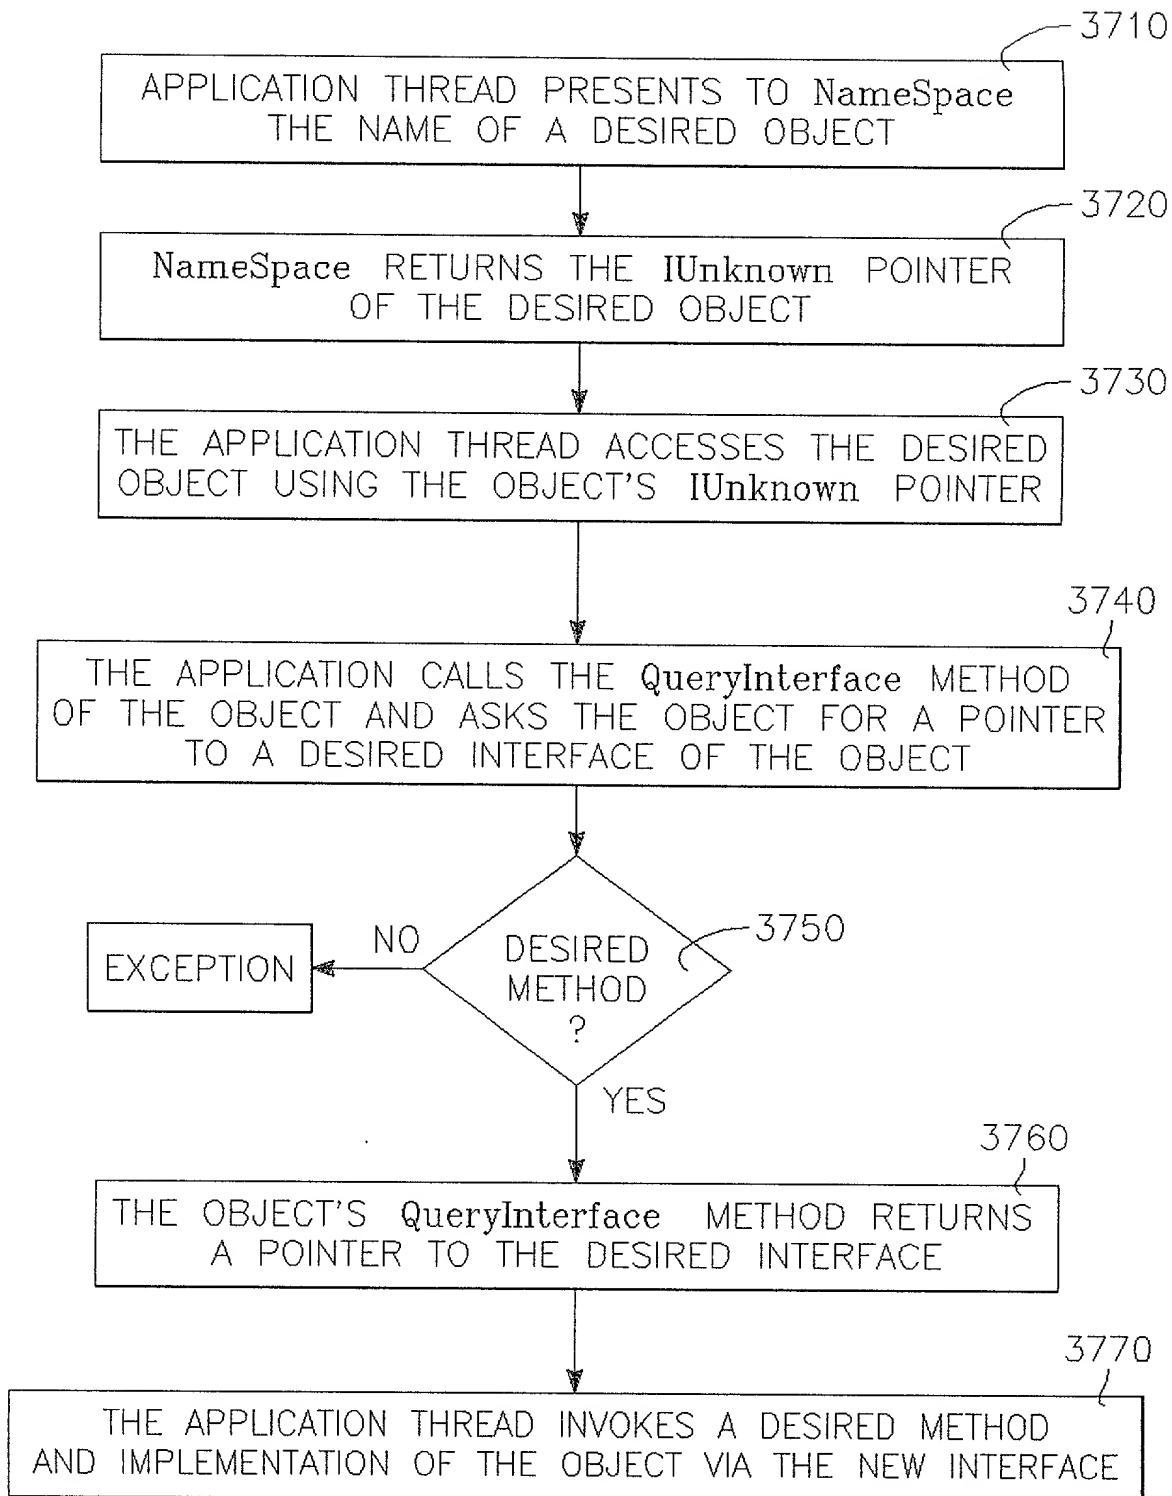 3710
APPLICATION THREAD PRESENTS TO NameSpace
THE NAME OF A DESIRED OBJECT
3720
NameSpace RETURNS THE IUnknown POINTER
OF THE DESIRED OBJECT
3730
THE APPLICATION THREAD ACCESSES THE DESIRED
OBJECT USING THE OBJECT'S IUnknown POINTER
3740
THE APPLICATION CALLS THE QueryInterface METHOD
OF THE OBJECT AND ASKS THE OBJECT FOR A POINTER
TO A DESIRED INTERFACE OF THE OBJECT
3750
NO
EXCEPTION
DESIRED
METHOD
?
YES
3760
THE OBJECT'S QueryInterface METHOD RETURNS
A POINTER TO THE DESIRED INTERFACE
3770
THE APPLICATION THREAD INVOKES A DESIRED METHOD
AND IMPLEMENTATION OF THE OBJECT VIA THE NEW INTERFACE